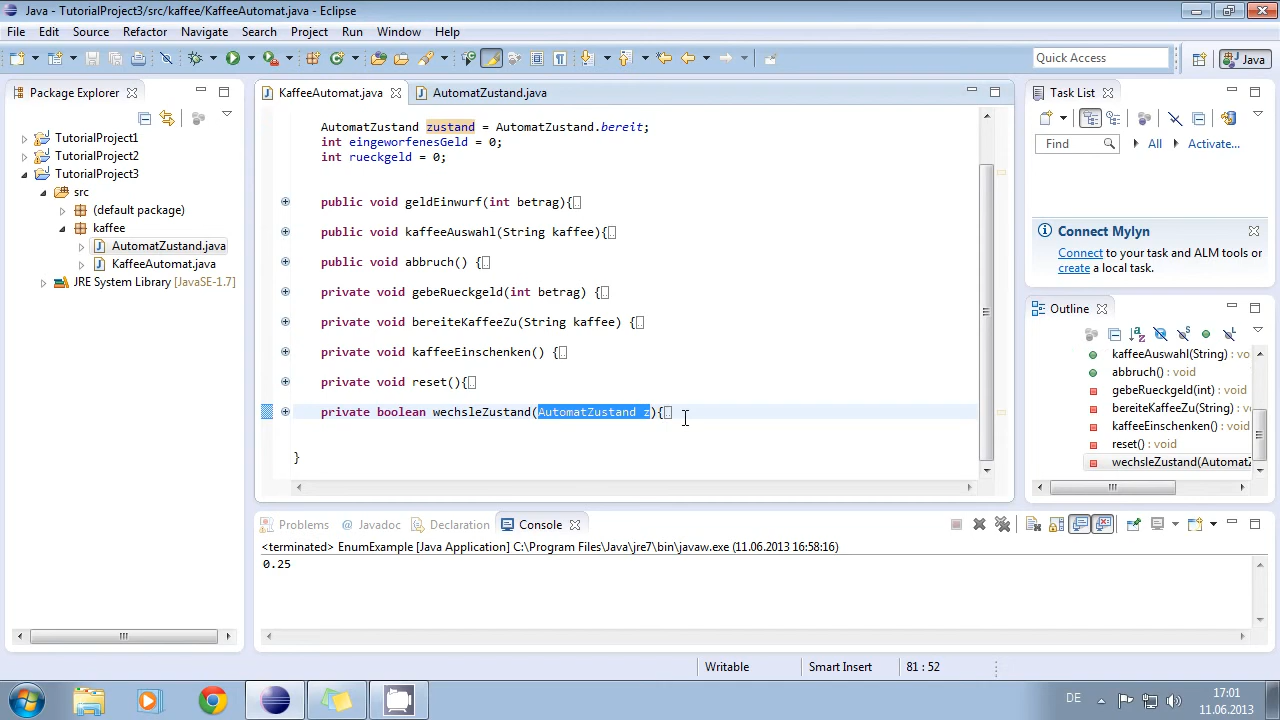 Java - TutorialProject3/src/kaffee/KaffeeAutomat.java - Eclipse
File Edit Source Refactor Navigate Search Project Run Window Help
Quick Access
Java
Package Explorer
TutorialProject1
TutorialProject2
TutorialProject3
src
(default package)
kaffee
AutomatZustand.java
KaffeeAutomat.java
JRE System Library [JavaSE-1.7]
KaffeeAutomat.java AutomatZustand.java
AutomatZustand zustand = AutomatZustand.bereit;
int eingeworfenesGeld = 0;
int rueckgeld = 0;
public void geldEinwurf(int betrag){
public void kaffeeAuswahl(String kaffee){
public void abbruch() {
private void gebeRueckgeld(int betrag) {
private void bereiteKaffeeZu(String kaffee) {
private void kaffeeEinschenken() {
private void reset(){
private boolean wechsleZustand(AutomatZustand z){
}
Task List
Find All Activate...
Connect Mylyn
Connect to your task and ALM tools or
create a local task.
Outline
kaffeeAuswahl(String) : vo
abbruch() : void
gebeRueckgeld(int) : void
bereiteKaffeeZu(String) : vo
kaffeeEinschenken() : void
reset() : void
wechsleZustand(AutomatZ
Problems Javadoc Declaration Console
<terminated> EnumExample [Java Application] C:\Program Files\Java\jre7\bin\javaw.exe (11.06.2013 16:58:16)
0.25
Writable Smart Insert 81 : 52
DE
17:01
11.06.2013